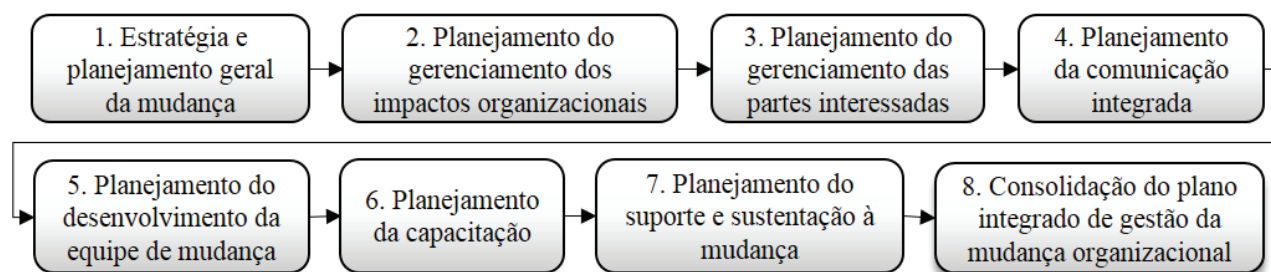 1. Estratégia e
planejamento geral
da mudança
2. Planejamento do
gerenciamento dos
impactos organizacionais
3. Planejamento do
gerenciamento das
partes interessadas
4. Planejamento
da comunicação
integrada
5. Planejamento do
desenvolvimento da
equipe de mudança
6. Planejamento
da capacitação
7. Planejamento do
suporte e sustentação à
mudança
8. Consolidação do plano
integrado de gestão da
mudança organizacional